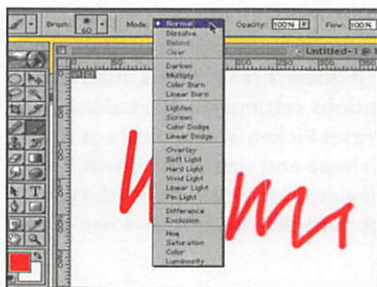 Brush: 60 Mode: Normal Opacity: 100% Flow: 100%
Dissolve
Behind
Clear
Untitled-1 @ 1
Darken
Multiply
Color Burn
Linear Burn
Lighten
Screen
Color Dodge
Linear Dodge
Overlay
Soft Light
Hard Light
Vivid Light
Linear Light
Pin Light
Difference
Exclusion
Hue
Saturation
Color
Luminosity